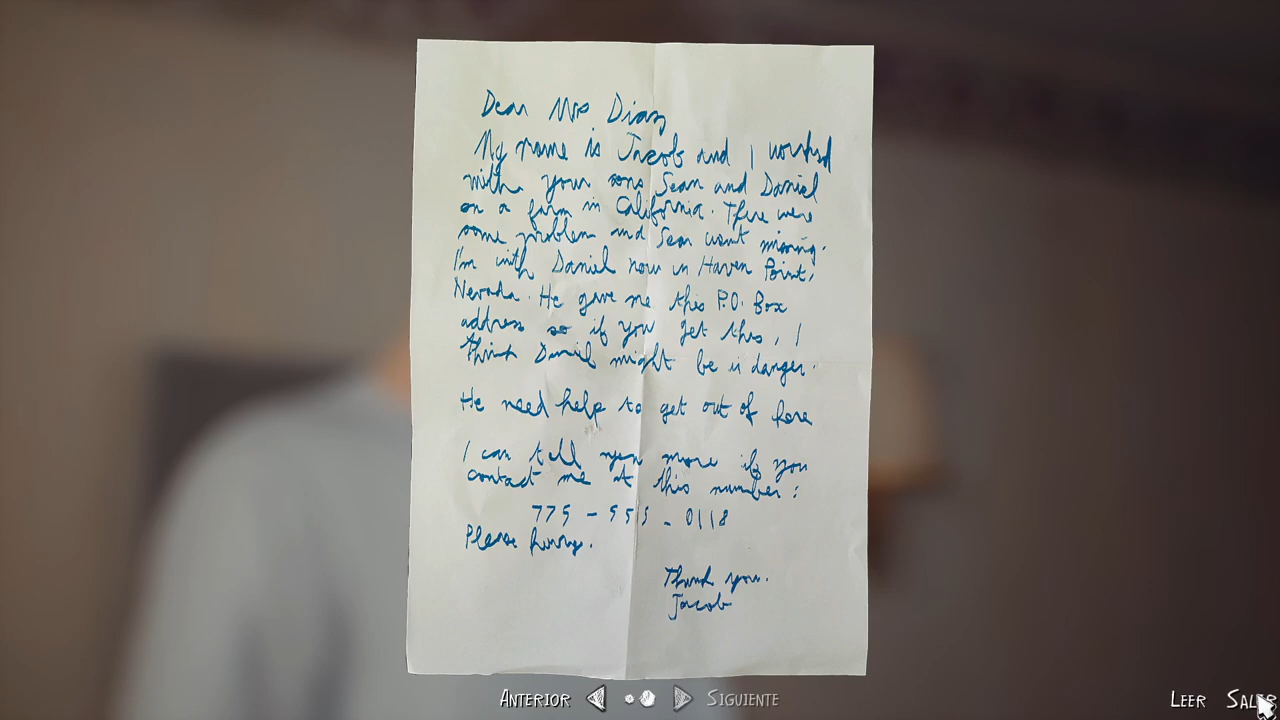 Dear Mrs Diaz
My name is Jacob and I worked
with your sons Sean and Daniel
on a farm in California. There were
some problem and Sean went missing.
I'm with Daniel now in Haven Point,
Nevada. He gave me this P.O. Box
address so if you get this, I
think Daniel might be in danger.
He need help to get out of here
I can tell you more if you
contact me at this number:
775 - 555 - 0118
Please hurry.
Thank you.
Jacob
ANTERIOR SIGUIENTE
LEER SALIR